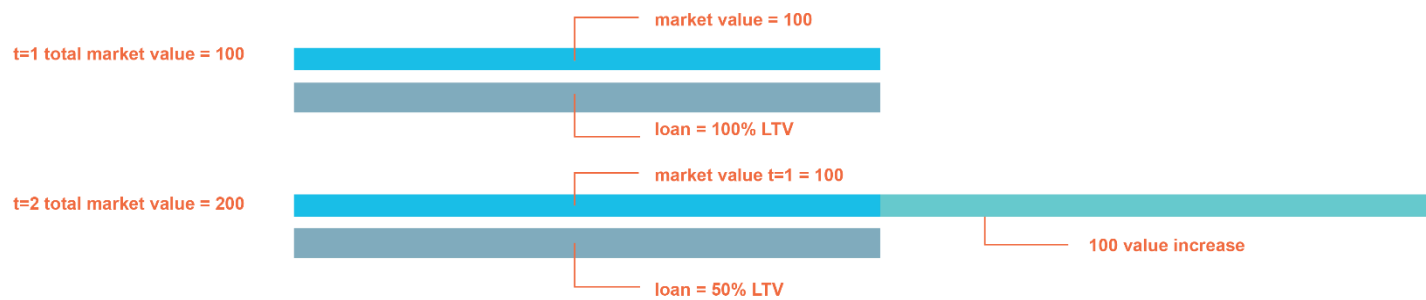 market value = 100
t=1 total market value = 100
loan = 100% LTV
market value t=1 = 100
t=2 total market value = 200
100 value increase
loan = 50% LTV